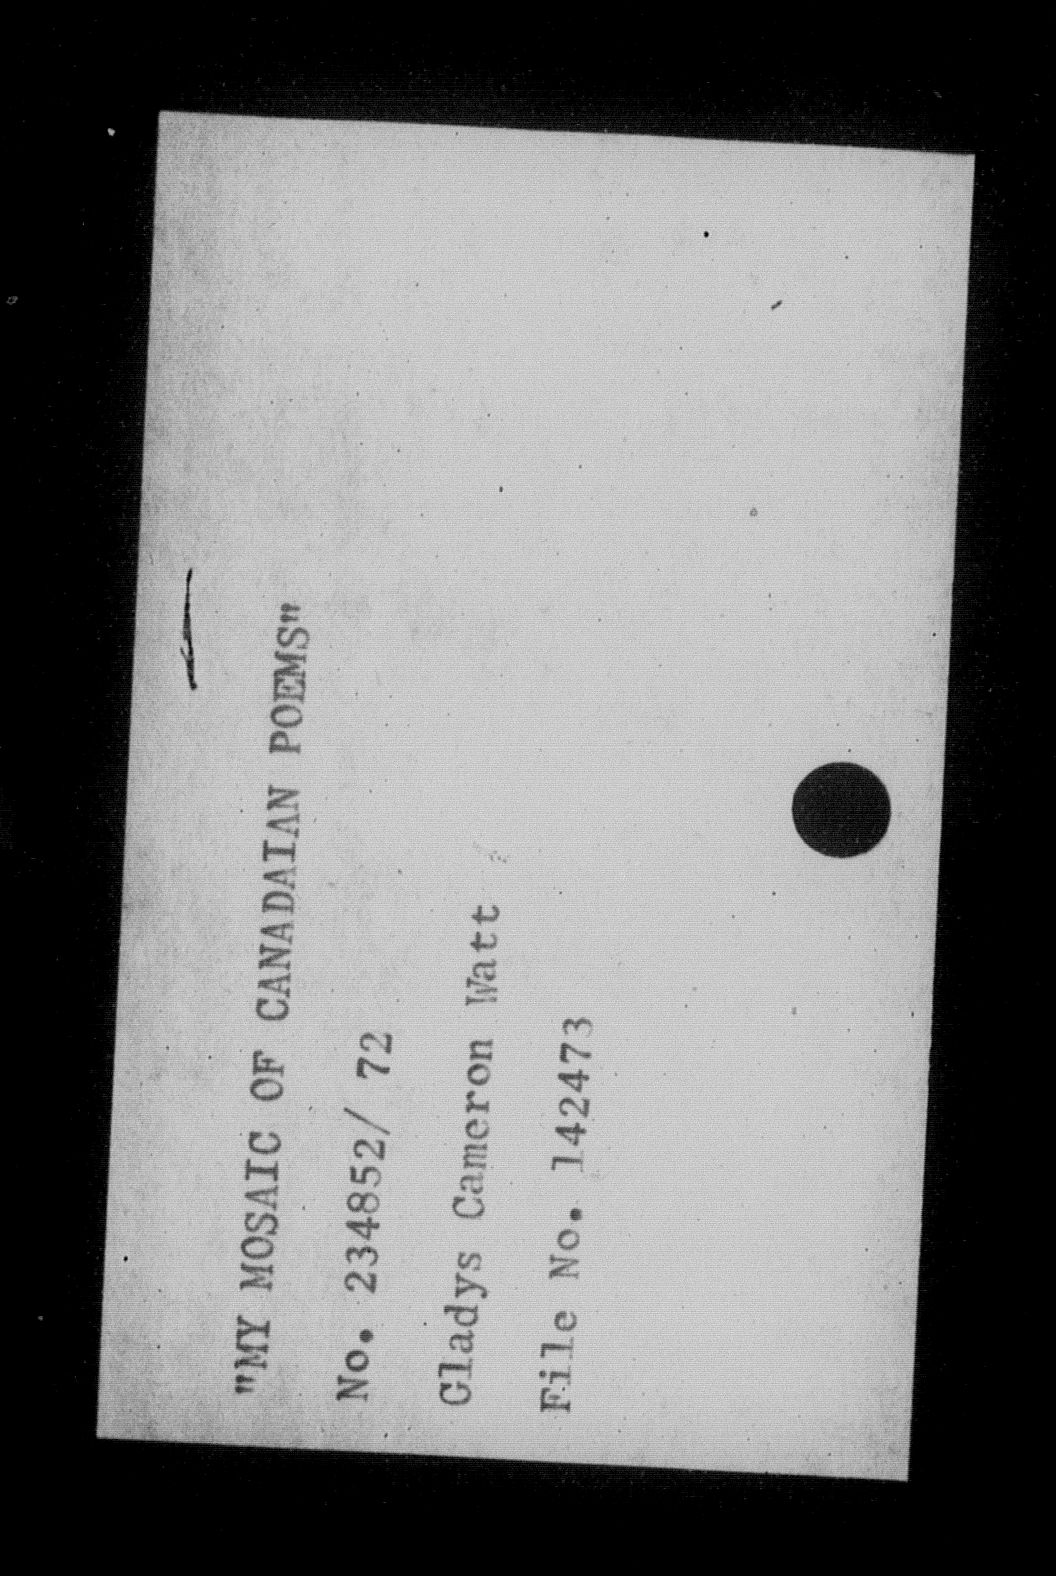 "MY MOSAIC OF CANADAIAN POEMS"
No. 234852/ 72
Gladys Cameron Watt
File No. 142473